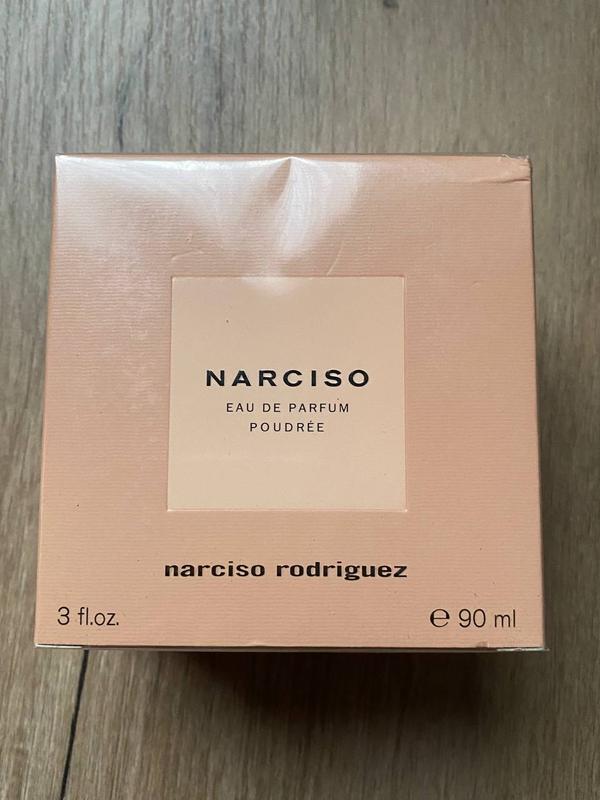 NARCISO
EAU DE PARFUM
POUDRÉE
narciso rodriguez
3 fl.oz. ℮ 90 ml